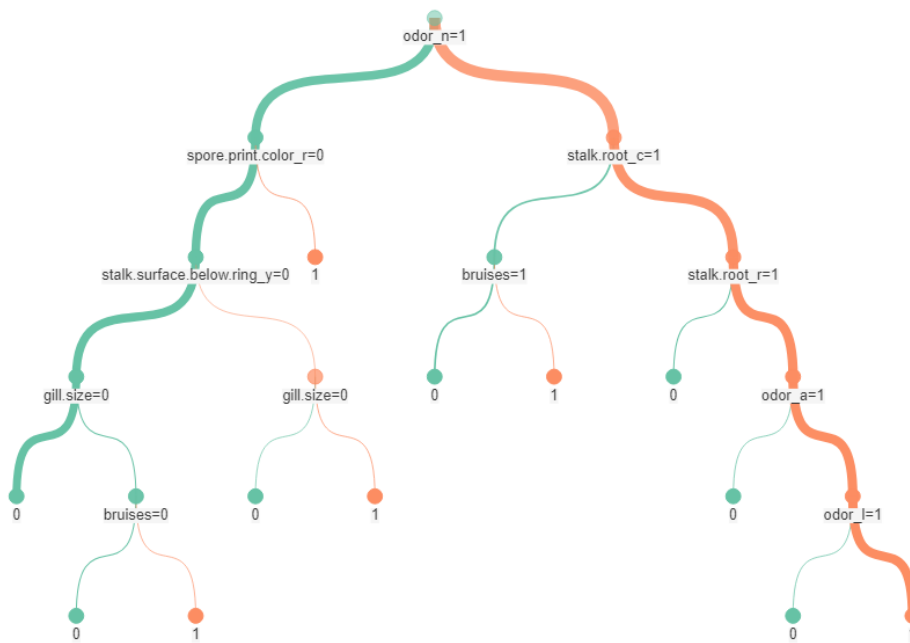 odor_n=1
spore.print.color_r=0
stalk.root_c=1
stalk.surface.below.ring_y=0
1
bruises=1
stalk.root_r=1
gill.size=0
gill.size=0
0
1
0
odor_a=1
0
bruises=0
0
1
0
odor_l=1
0
1
0